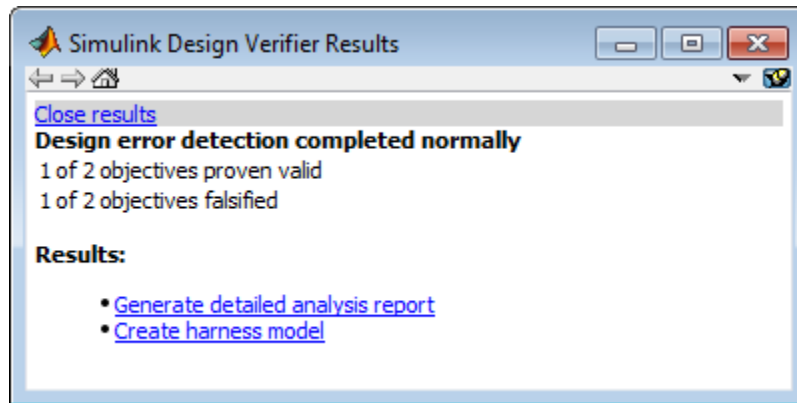 Simulink Design Verifier Results
Close results
Design error detection completed normally
1 of 2 objectives proven valid
1 of 2 objectives falsified
Results:
• Generate detailed analysis report
• Create harness model